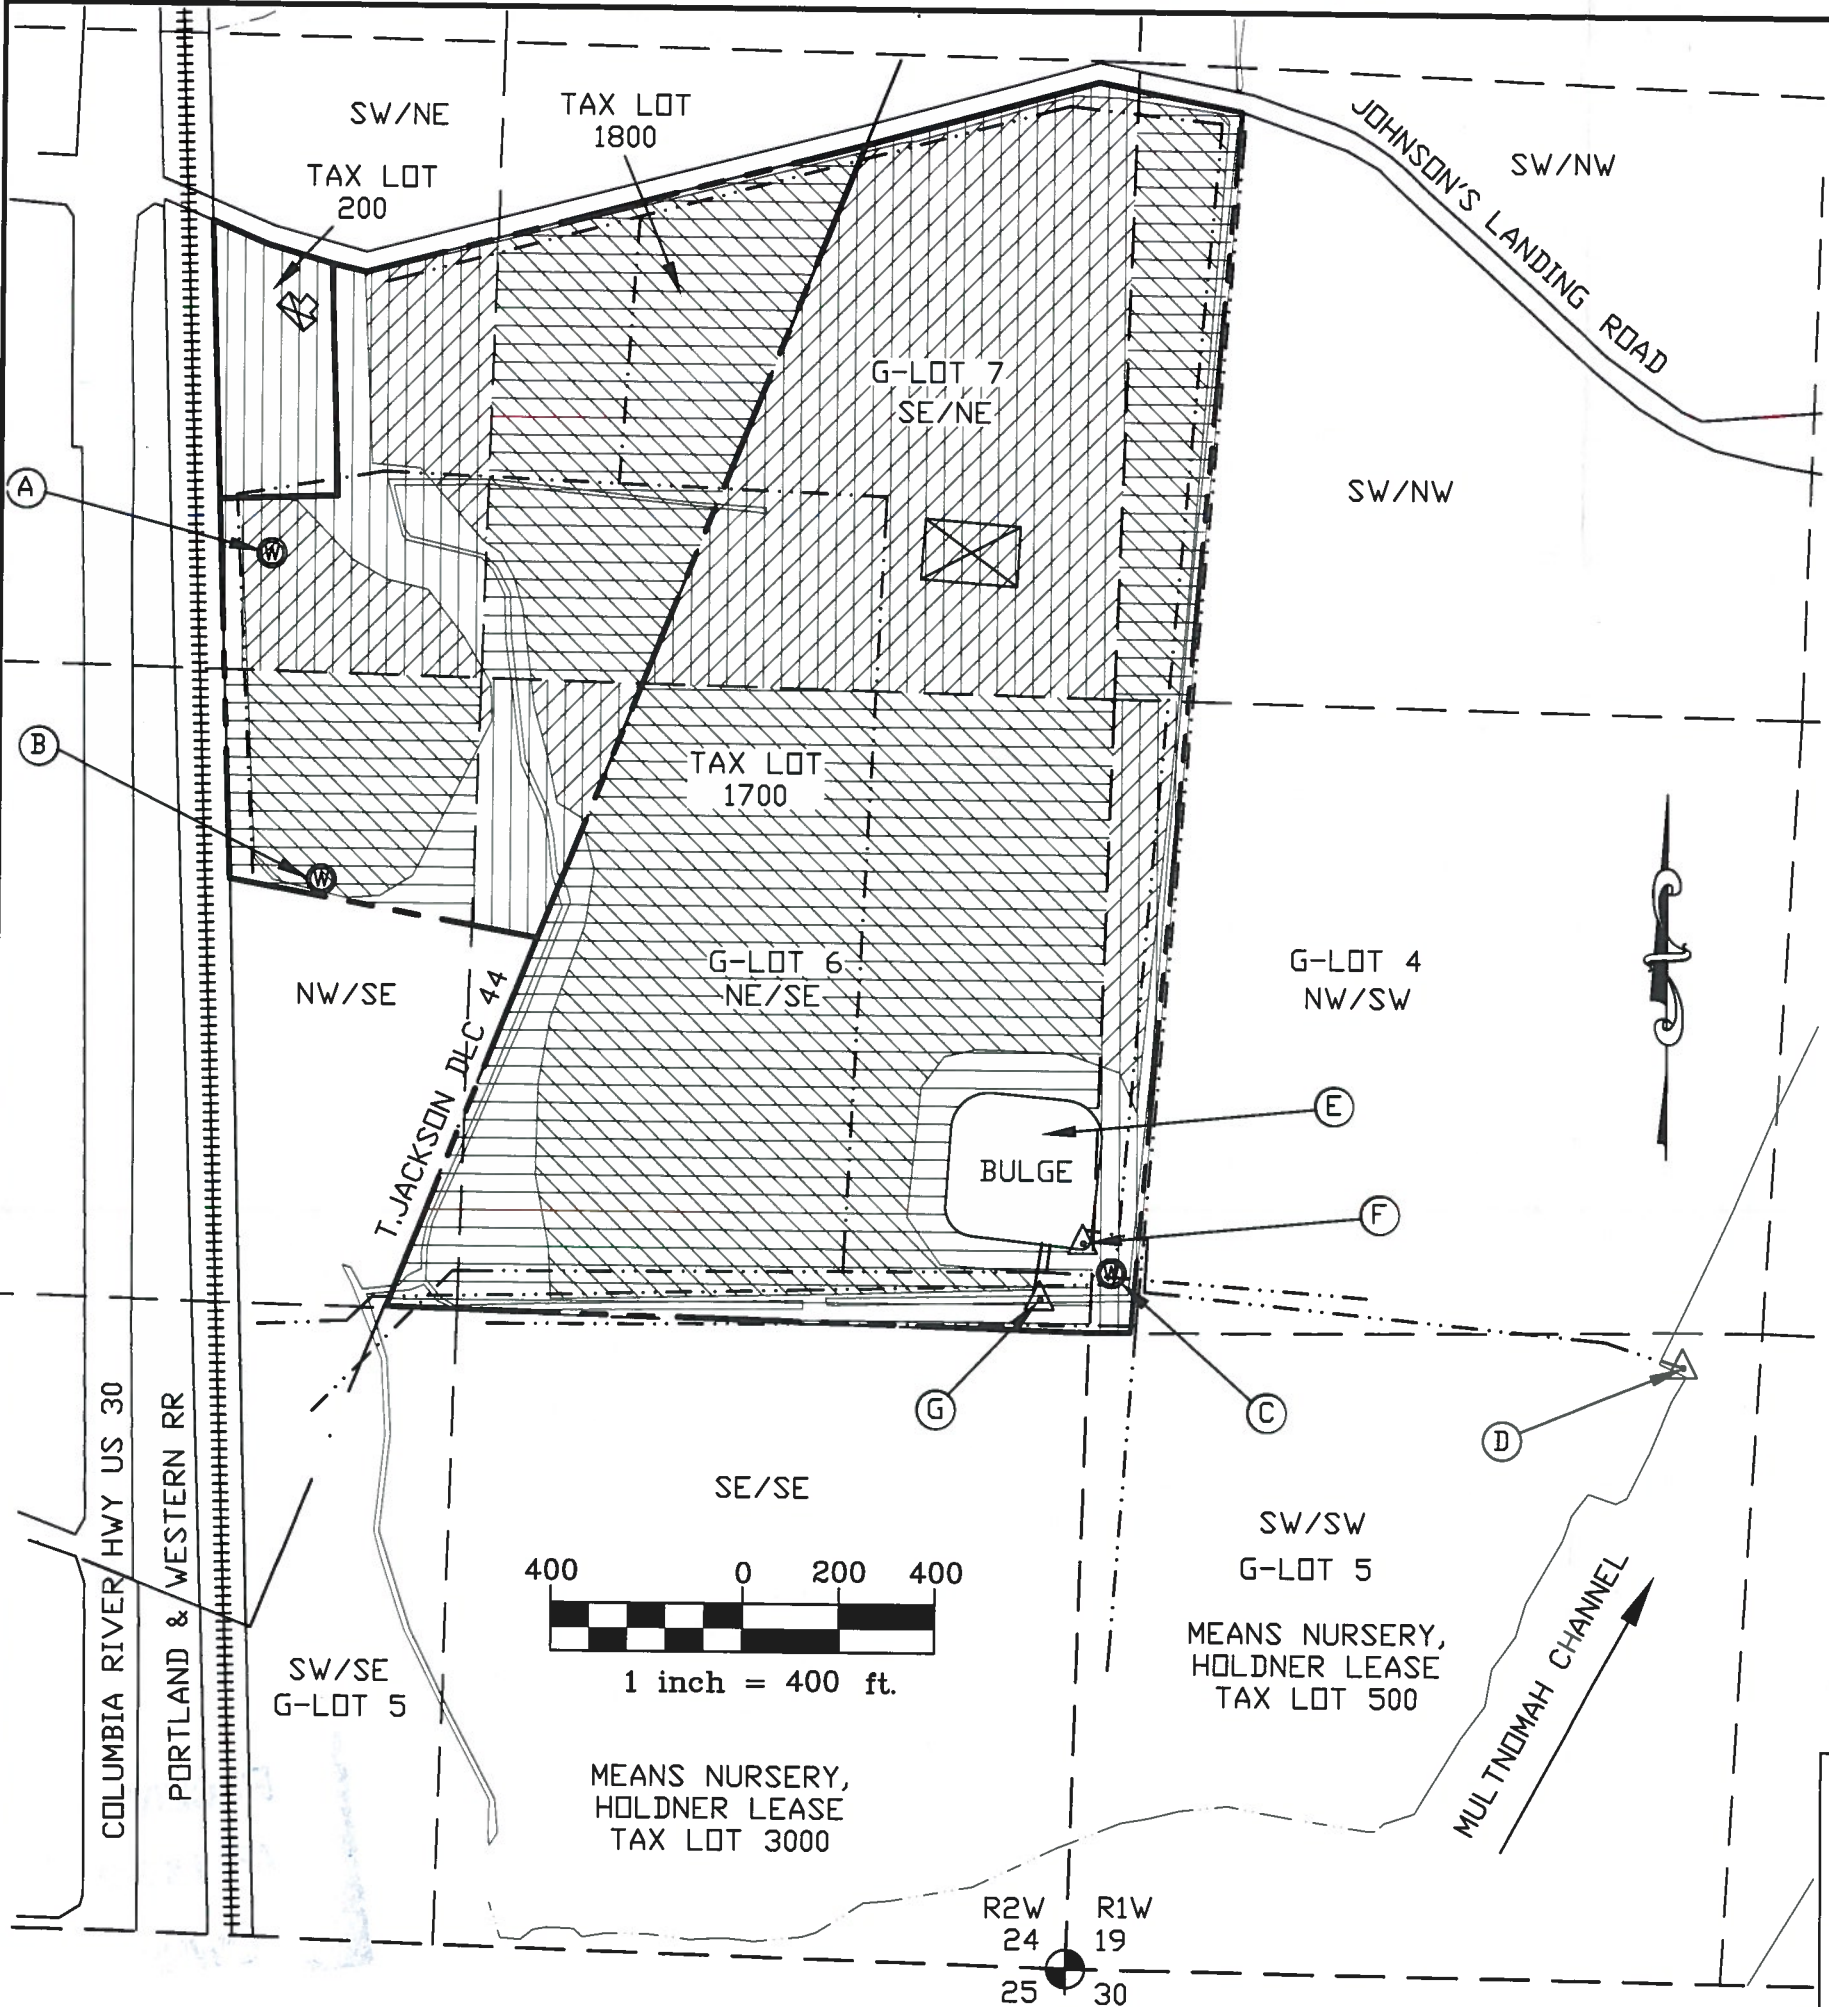 SW/NE
TAX LOT
1800
TAX LOT
200
JOHNSON'S LANDING ROAD
SW/NW
G-LOT 7
SE/NE
A
W
SW/NW
B
W
TAX LOT
1700
G-LOT 6
NE/SE
G-LOT 4
NW/SW
NW/SE
T.JACKSON DLC 44
E
BULGE
F
W
G
C
D
COLUMBIA RIVER HWY US 30
PORTLAND & WESTERN RR
SE/SE
SW/SW
G-LOT 5
400 0 200 400
1 inch = 400 ft.
MEANS NURSERY,
HOLDNER LEASE
TAX LOT 500
MULTNOMAH CHANNEL
SW/SE
G-LOT 5
MEANS NURSERY,
HOLDNER LEASE
TAX LOT 3000
R2W R1W
24 19
25 30